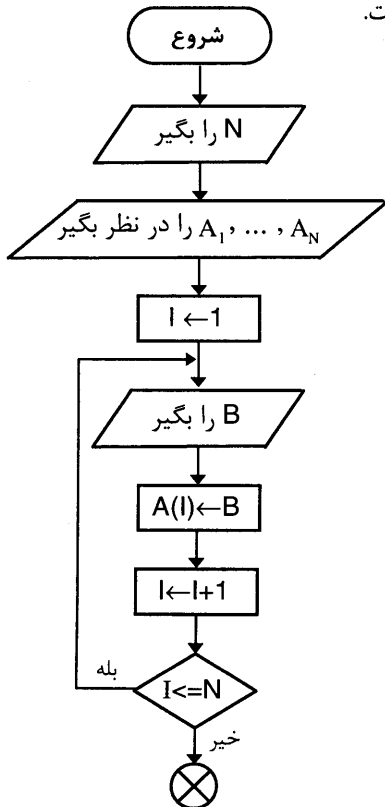 ت.
شروع
N را بگیر
A₁, ... , A_N را در نظر بگیر
I ←1
B را بگیر
A(I)←B
I←I+1
بله
I<=N
خیر